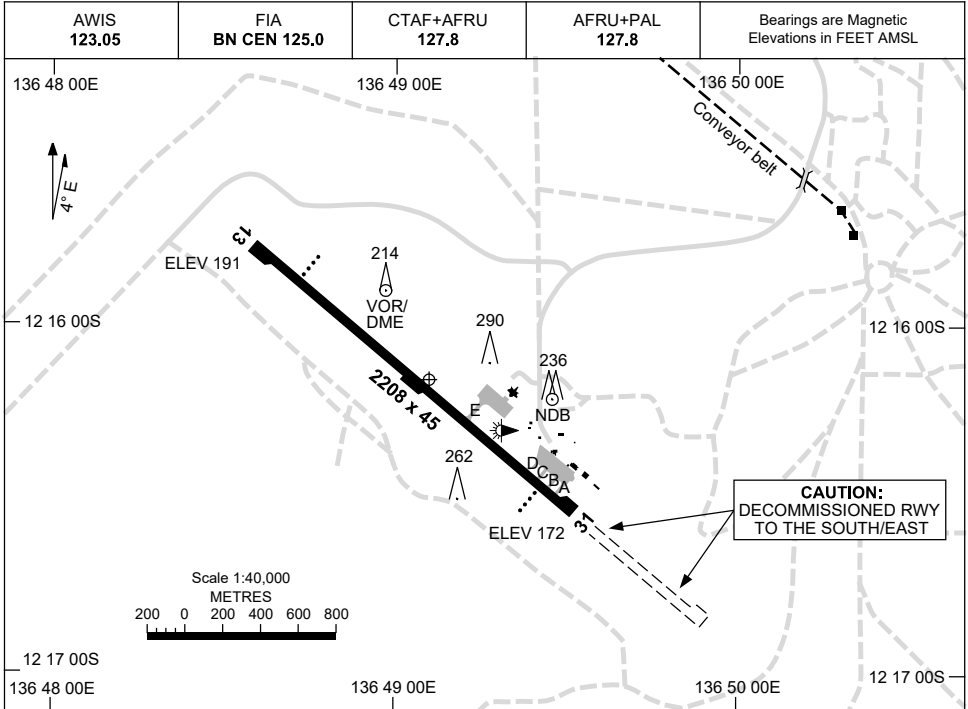 AWIS
123.05
FIA
BN CEN 125.0
CTAF+AFRU
127.8
AFRU+PAL
127.8
Bearings are Magnetic
Elevations in FEET AMSL
136 48 00E
136 49 00E
136 50 00E
Conveyor belt
4° E
13
ELEV 191
214
VOR/
DME
12 16 00S
12 16 00S
290
236
NDB
2208 x 45
E
262
D
C
B
A
31
ELEV 172
CAUTION:
DECOMMISSIONED RWY
TO THE SOUTH/EAST
Scale 1:40,000
METRES
200 0 200 400 600 800
12 17 00S
12 17 00S
136 48 00E
136 49 00E
136 50 00E